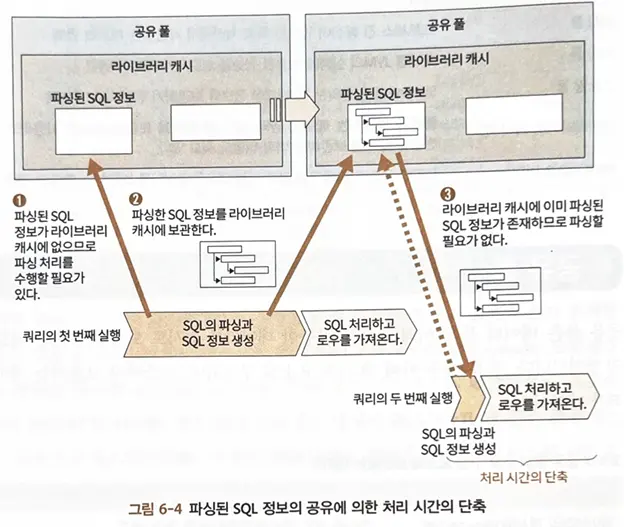 공유 풀
라이브러리 캐시
파싱된 SQL 정보
공유 풀
라이브러리 캐시
파싱된 SQL 정보
❶
파싱된 SQL
정보가 라이브러리
캐시에 없으므로
파싱 처리를
수행할 필요가
있다.
❷
파싱한 SQL 정보를 라이브러리
캐시에 보관한다.
❸
라이브러리 캐시에 이미 파싱된
SQL 정보가 존재하므로 파싱할
필요가 없다.
쿼리의 첫 번째 실행
SQL의 파싱과
SQL 정보 생성
SQL 처리하고
로우를 가져온다.
쿼리의 두 번째 실행
SQL 처리하고
로우를 가져온다.
SQL의 파싱과
SQL 정보 생성
처리 시간의 단축
그림 6-4 파싱된 SQL 정보의 공유에 의한 처리 시간의 단축